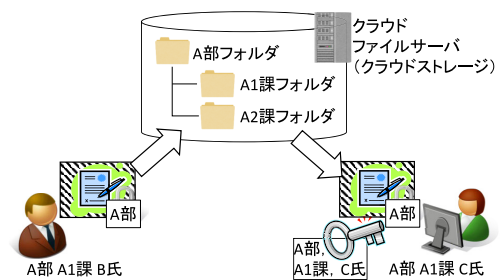 クラウド
ファイルサーバ
（クラウドストレージ）
A部フォルダ
A1課フォルダ
A2課フォルダ
A部
A部 A1課 B氏
A部
A部,
A1課, C氏
A部 A1課 C氏